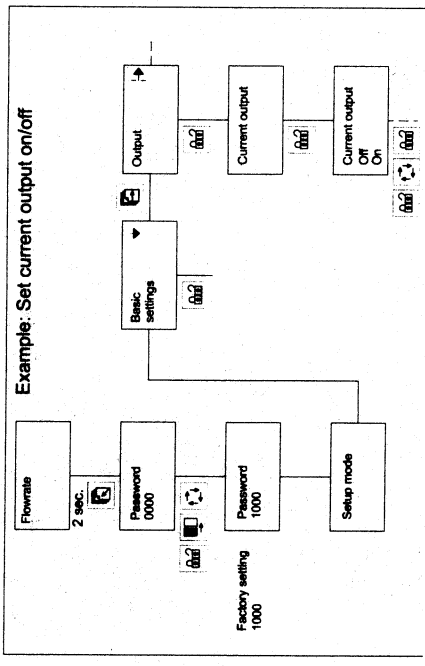 Example: Set current output on/off
Flowrate
2 sec.
Password
0000
Factory setting
1000
Password
1000
Setup mode
Basic
settings
Output
Current output
Current output
Off
On